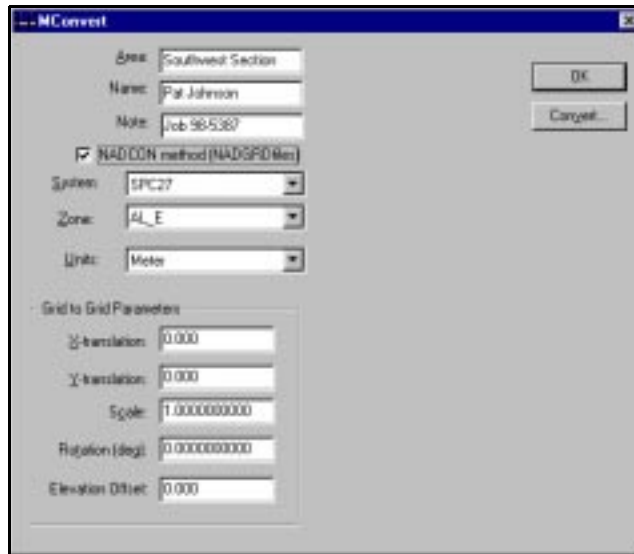 MConvert
Area: Southwest Section
Name: Pat Johnson
Note: Job 98-5387
NADCON method (NADGRD files)
System: SPC27
Zone: AL_E
Units: Meter
OK
Convert...
Grid to Grid Parameters
X-translation: 0.000
Y-translation: 0.000
Scale: 1.0000000000
Rotation (deg): 0.0000000000
Elevation Offset: 0.000